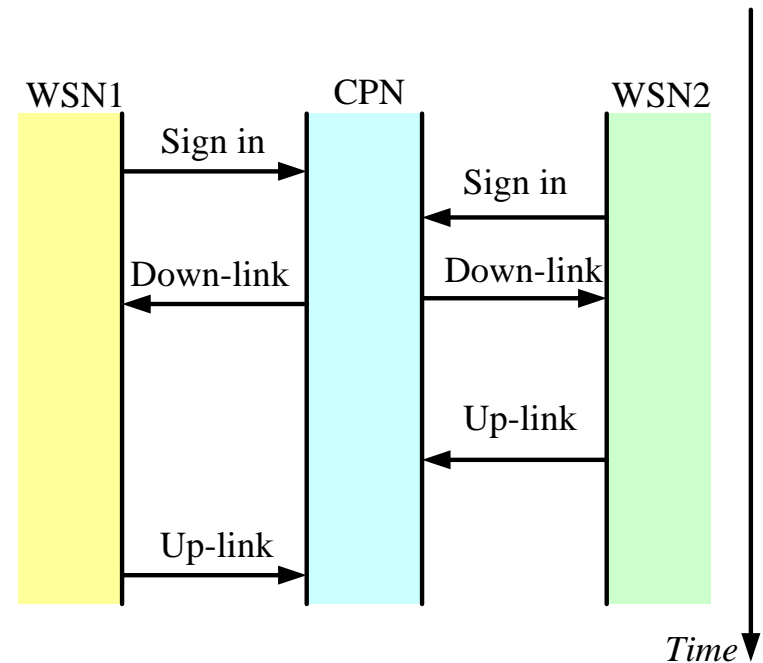 WSN1
CPN
WSN2
Sign in
Sign in
Down-link
Down-link
Up-link
Up-link
Time